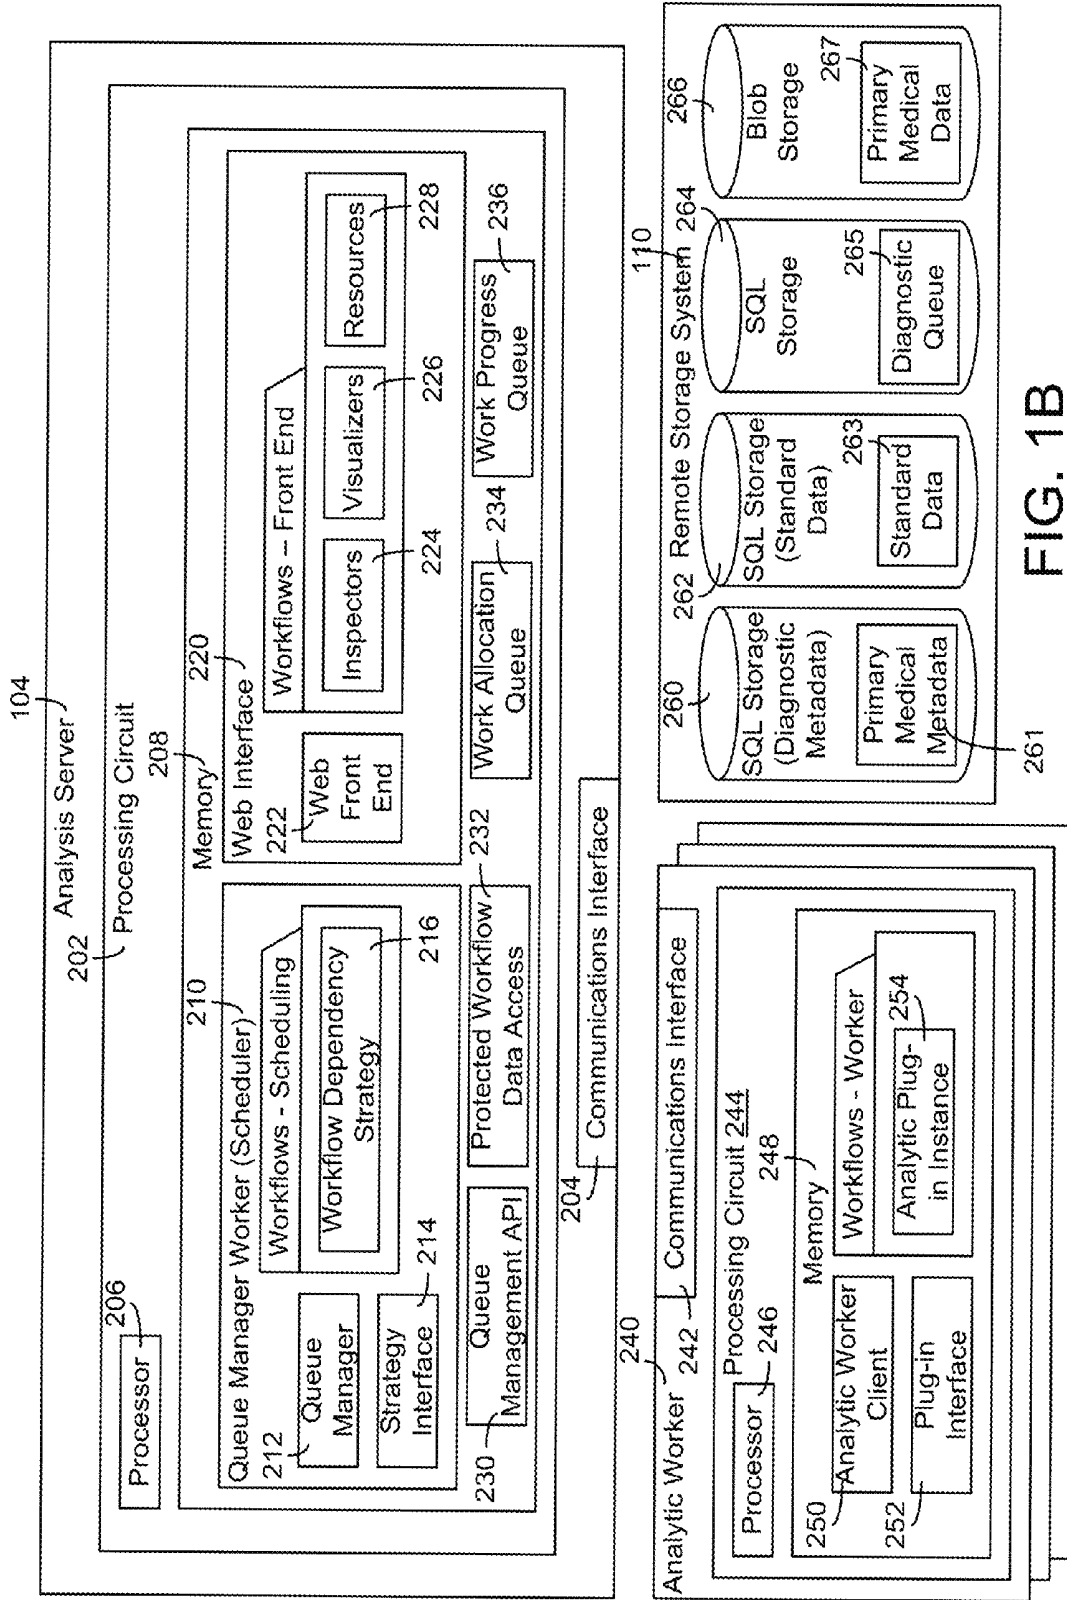 104
Analysis Server
202
Processing Circuit
206
Processor
208
Memory
210
Queue Manager Worker (Scheduler)
212
Queue
Manager
Strategy
Interface
214
Workflows - Scheduling
Workflow Dependency
Strategy
216
220
Web Interface
222
Web
Front
End
Workflows -- Front End
Inspectors
224
Visualizers
226
Resources
228
230
Queue
Management API
Protected Workflow
Data Access
232
Work Allocation
Queue
234
Work Progress
Queue
236
204
Communications Interface
240
Analytic Worker
242
Communications Interface
Processing Circuit 244
Processor
246
248
Memory
250
Analytic Worker
Client
252
Plug-in
Interface
Workflows - Worker
Analytic Plug-
in Instance
254
110
Remote Storage System
260
SQL Storage
(Diagnostic
Metadata)
Primary
Medical
Metadata
261
262
SQL Storage
(Standard
Data)
263
Standard
Data
264
SQL
Storage
265
Diagnostic
Queue
266
Blob
Storage
267
Primary
Medical
Data
FIG. 1B